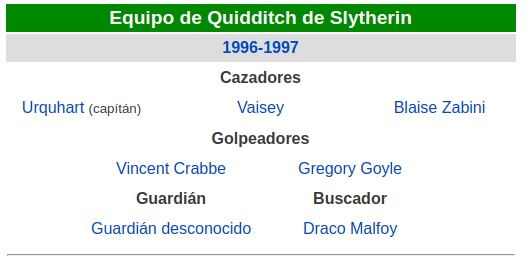 Equipo de Quidditch de Slytherin
1996-1997
Cazadores
Urquhart (capítán) Vaisey Blaise Zabini
Golpeadores
Vincent Crabbe Gregory Goyle
Guardián Buscador
Guardián desconocido Draco Malfoy